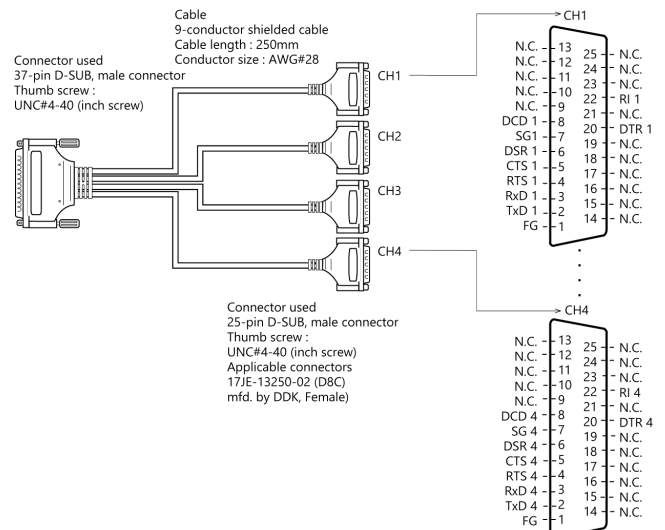 Cable
9-conductor shielded cable
Cable length : 250mm
Conductor size : AWG#28
Connector used
37-pin D-SUB, male connector
Thumb screw :
UNC#4-40 (inch screw)
CH1
CH2
CH3
CH4
Connector used
25-pin D-SUB, male connector
Thumb screw :
UNC#4-40 (inch screw)
Applicable connectors
17JE-13250-02 (D8C)
mfd. by DDK, Female)
CH1
N.C. 13
25 N.C.
N.C. 12
24 N.C.
N.C. 11
23 N.C.
N.C. 10
22 RI 1
N.C. 9
21 N.C.
DCD 1 8
20 DTR 1
SG1 7
19 N.C.
DSR 1 6
18 N.C.
CTS 1 5
17 N.C.
RTS 1 4
16 N.C.
RxD 1 3
15 N.C.
TxD 1 2
14 N.C.
FG 1
CH4
N.C. 13
25 N.C.
N.C. 12
24 N.C.
N.C. 11
23 N.C.
N.C. 10
22 RI 4
N.C. 9
21 N.C.
DCD 4 8
20 DTR 4
SG 4 7
19 N.C.
DSR 4 6
18 N.C.
CTS 4 5
17 N.C.
RTS 4 4
16 N.C.
RxD 4 3
15 N.C.
TxD 4 2
14 N.C.
FG 1